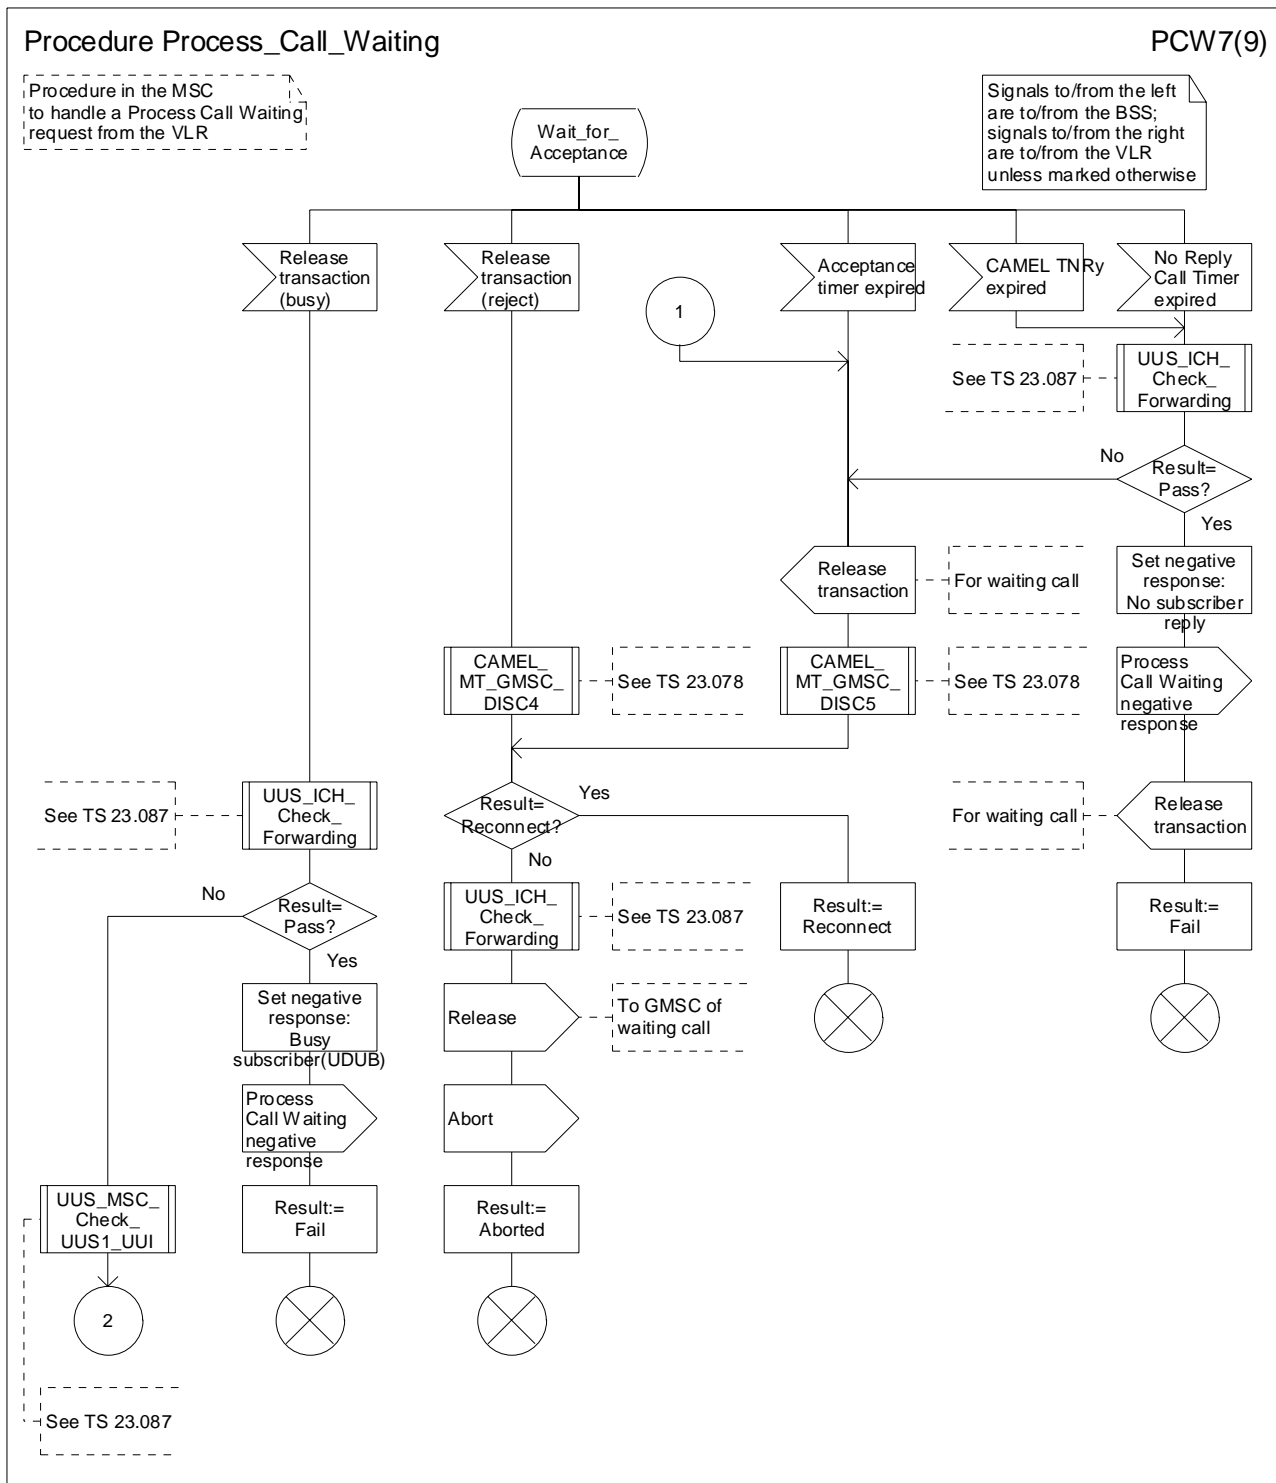 Procedure Process_Call_Waiting
PCW7(9)
Procedure in the MSC
to handle a Process Call Waiting
request from the VLR
Signals to/from the left
are to/from the BSS;
signals to/from the right
are to/from the VLR
unless marked otherwise
Wait_for_
Acceptance
Release
transaction
(busy)
Release
transaction
(reject)
Acceptance
timer expired
CAMEL TNRy
expired
No Reply
Call Timer
expired
1
See TS 23.087
UUS_ICH_
Check_
Forwarding
No
Result=
Pass?
Yes
Release
transaction
For waiting call
Set negative
response:
No subscriber
reply
CAMEL_
MT_GMSC_
DISC4
See TS 23.078
CAMEL_
MT_GMSC_
DISC5
See TS 23.078
Process
Call Waiting
negative
response
See TS 23.087
UUS_ICH_
Check_
Forwarding
Result=
Reconnect?
Yes
No
For waiting call
Release
transaction
No
Result=
Pass?
Yes
UUS_ICH_
Check_
Forwarding
See TS 23.087
Result:=
Reconnect
Result:=
Fail
Set negative
response:
Busy
subscriber(UDUB)
Release
To GMSC of
waiting call
Process
Call Waiting
negative
response
Abort
UUS_MSC_
Check_
UUS1_UUI
Result:=
Fail
Result:=
Aborted
2
See TS 23.087